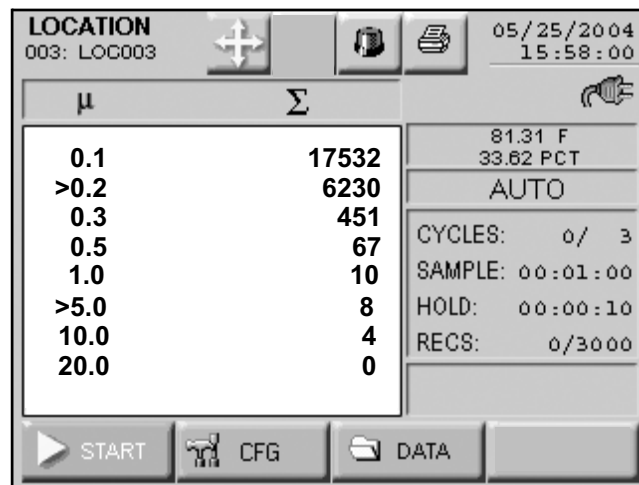 LOCATION
003: LOC003
05/25/2004
15:58:00
μ Σ
0.1 17532
>0.2 6230
0.3 451
0.5 67
1.0 10
>5.0 8
10.0 4
20.0 0
81.31 F
33.62 PCT
AUTO
CYCLES: 0/ 3
SAMPLE: 00:01:00
HOLD: 00:00:10
RECS: 0/3000
START
CFG
DATA